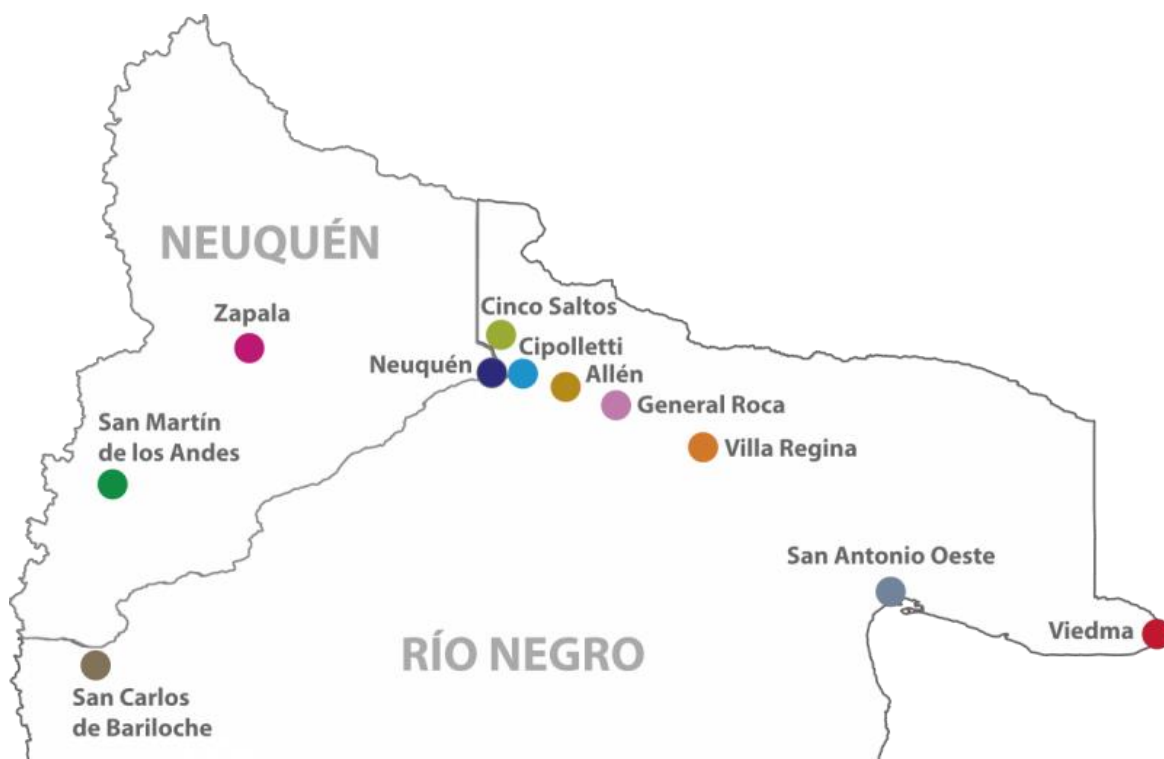 NEUQUÉN
Cinco Saltos
Zapala
Cipolletti
Neuquén
Allén
General Roca
San Martín
de los Andes
Villa Regina
San Antonio Oeste
Viedma
RÍO NEGRO
San Carlos
de Bariloche